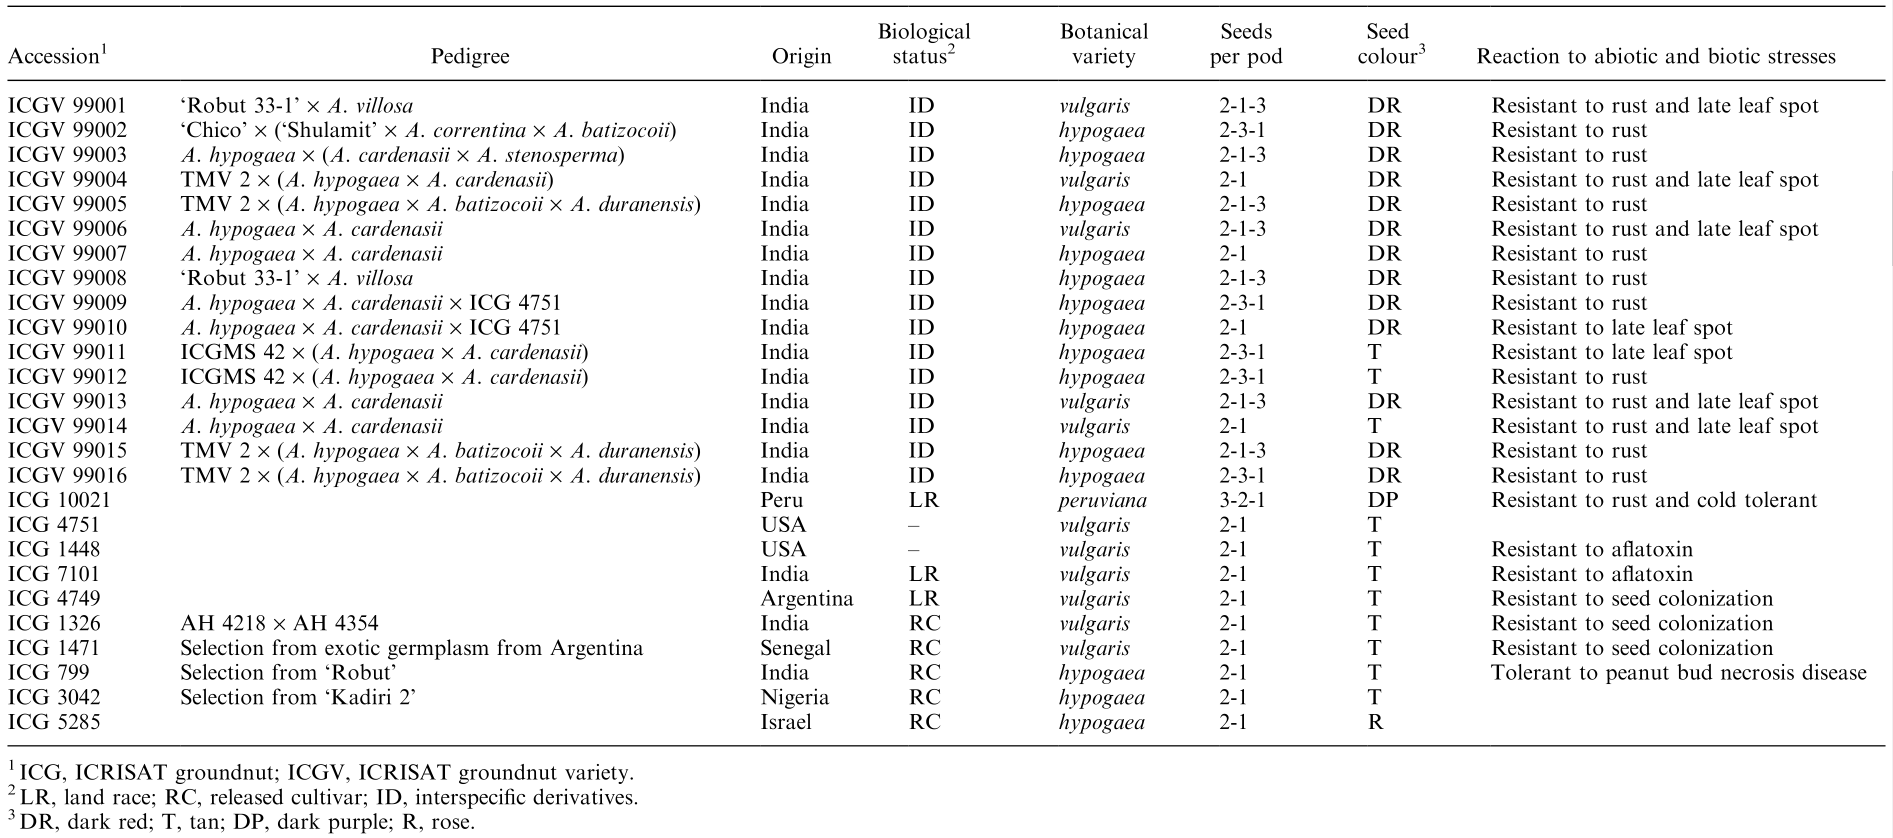 Accession1 Pedigree Origin Biological status2 Botanical variety Seeds per pod Seed colour3 Reaction to abiotic and biotic stresses
ICGV 99001 ‘Robut 33-1’ × A. villosa India ID vulgaris 2-1-3 DR Resistant to rust and late leaf spot
ICGV 99002 ‘Chico’ × (‘Shulamit’ × A. correntina × A. batizocoii) India ID hypogaea 2-3-1 DR Resistant to rust
ICGV 99003 A. hypogaea × (A. cardenasii × A. stenosperma) India ID hypogaea 2-1-3 DR Resistant to rust
ICGV 99004 TMV 2 × (A. hypogaea × A. cardenasii) India ID vulgaris 2-1 DR Resistant to rust and late leaf spot
ICGV 99005 TMV 2 × (A. hypogaea × A. batizocoii × A. duranensis) India ID hypogaea 2-1-3 DR Resistant to rust
ICGV 99006 A. hypogaea × A. cardenasii India ID vulgaris 2-1-3 DR Resistant to rust and late leaf spot
ICGV 99007 A. hypogaea × A. cardenasii India ID hypogaea 2-1 DR Resistant to rust
ICGV 99008 ‘Robut 33-1’ × A. villosa India ID hypogaea 2-1-3 DR Resistant to rust
ICGV 99009 A. hypogaea × A. cardenasii × ICG 4751 India ID hypogaea 2-3-1 DR Resistant to rust
ICGV 99010 A. hypogaea × A. cardenasii × ICG 4751 India ID hypogaea 2-1 DR Resistant to late leaf spot
ICGV 99011 ICGMS 42 × (A. hypogaea × A. cardenasii) India ID hypogaea 2-3-1 T Resistant to late leaf spot
ICGV 99012 ICGMS 42 × (A. hypogaea × A. cardenasii) India ID hypogaea 2-3-1 T Resistant to rust
ICGV 99013 A. hypogaea × A. cardenasii India ID vulgaris 2-1-3 DR Resistant to rust and late leaf spot
ICGV 99014 A. hypogaea × A. cardenasii India ID vulgaris 2-1 T Resistant to rust and late leaf spot
ICGV 99015 TMV 2 × (A. hypogaea × A. batizocoii × A. duranensis) India ID hypogaea 2-1-3 DR Resistant to rust
ICGV 99016 TMV 2 × (A. hypogaea × A. batizocoii × A. duranensis) India ID hypogaea 2-3-1 DR Resistant to rust
ICG 10021 Peru LR peruviana 3-2-1 DP Resistant to rust and cold tolerant
ICG 4751 USA – vulgaris 2-1 T
ICG 1448 USA – vulgaris 2-1 T Resistant to aflatoxin
ICG 7101 India LR vulgaris 2-1 T Resistant to aflatoxin
ICG 4749 Argentina LR vulgaris 2-1 T Resistant to seed colonization
ICG 1326 AH 4218 × AH 4354 India RC vulgaris 2-1 T Resistant to seed colonization
ICG 1471 Selection from exotic germplasm from Argentina Senegal RC vulgaris 2-1 T Resistant to seed colonization
ICG 799 Selection from ‘Robut’ India RC hypogaea 2-1 T Tolerant to peanut bud necrosis disease
ICG 3042 Selection from ‘Kadiri 2’ Nigeria RC hypogaea 2-1 T
ICG 5285 Israel RC hypogaea 2-1 R
1 ICG, ICRISAT groundnut; ICGV, ICRISAT groundnut variety.
2 LR, land race; RC, released cultivar; ID, interspecific derivatives.
3 DR, dark red; T, tan; DP, dark purple; R, rose.